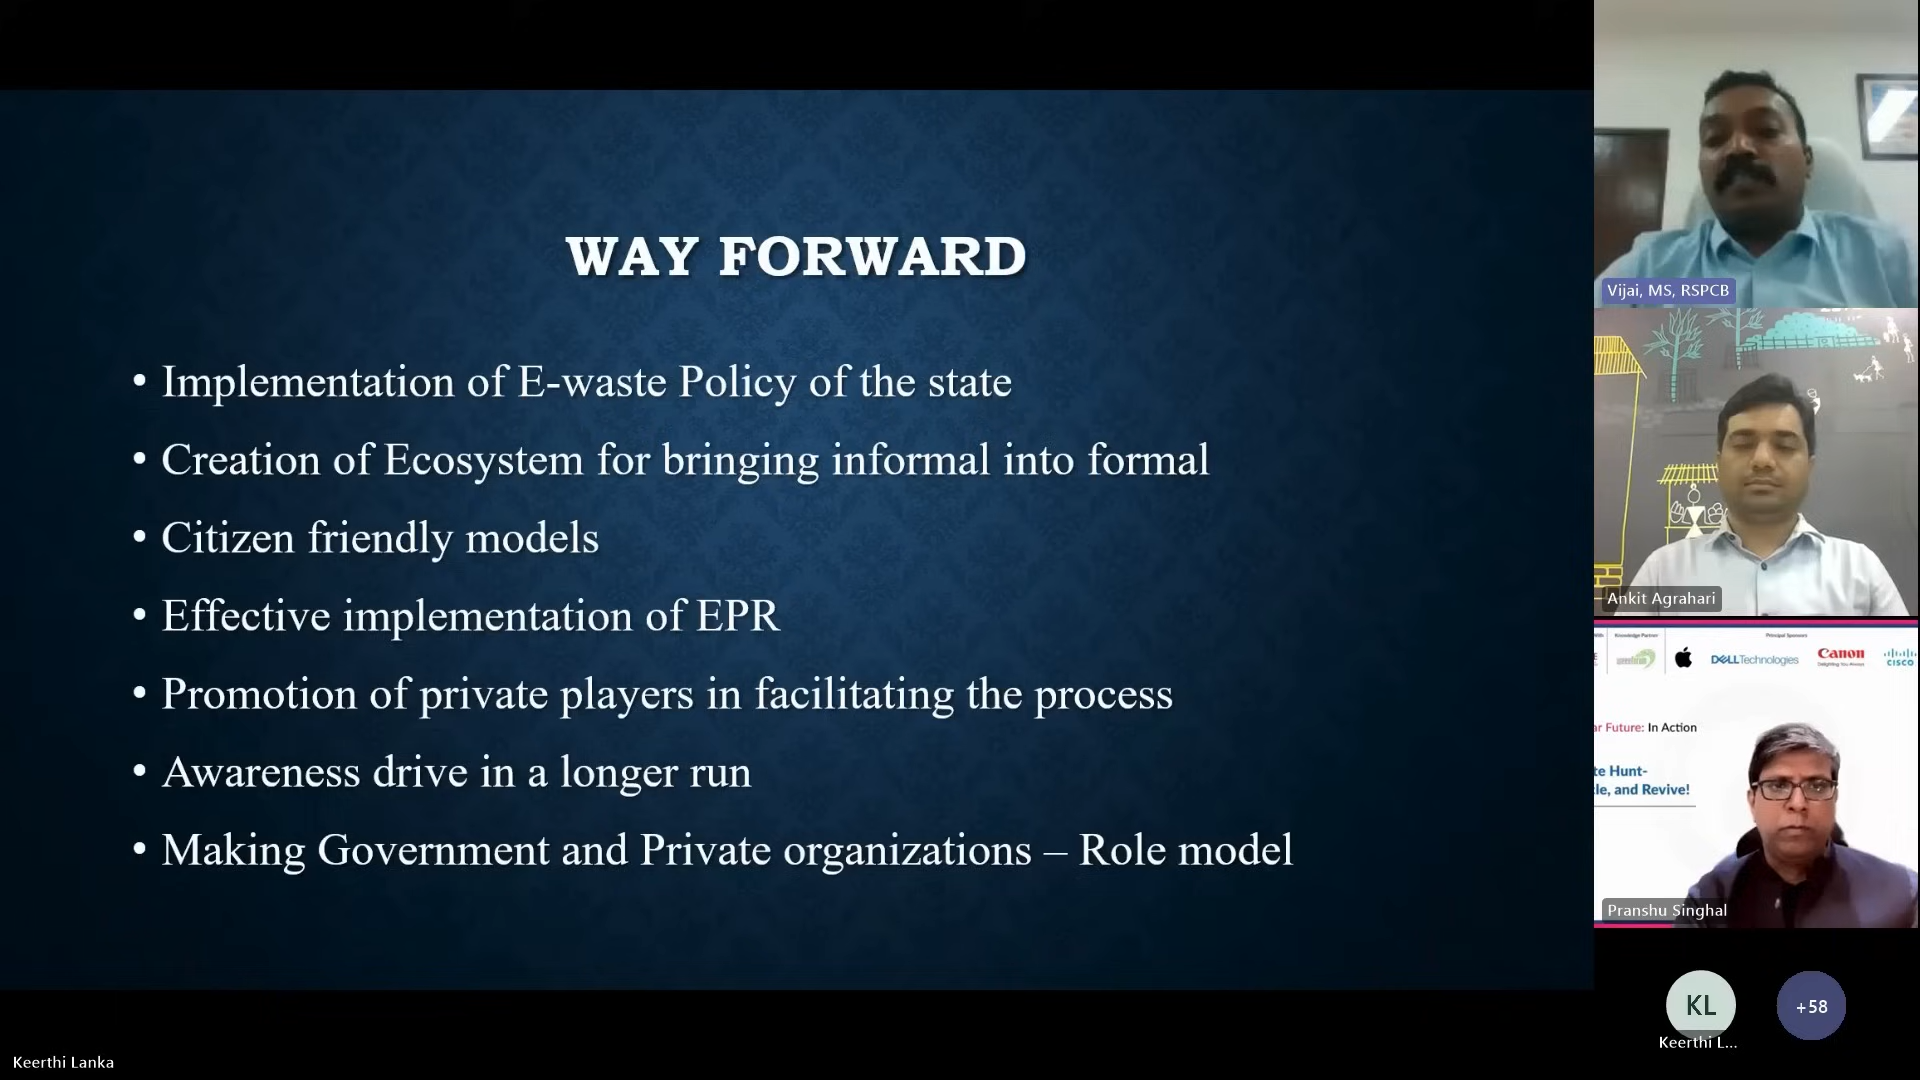 WAY FORWARD
• Implementation of E-waste Policy of the state
• Creation of Ecosystem for bringing informal into formal
• Citizen friendly models
• Effective implementation of EPR
• Promotion of private players in facilitating the process
• Awareness drive in a longer run
• Making Government and Private organizations – Role model
Vijai, MS, RSPCB
Ankit Agrahari
Knowledge Partner
Principal Sponsors
DELLTechnologies
Canon
Delighting You Always
CISCO
ar Future: In Action
te Hunt-
le, and Revive!
Pranshu Singhal
KL
+58
Keerthi L...
Keerthi Lanka